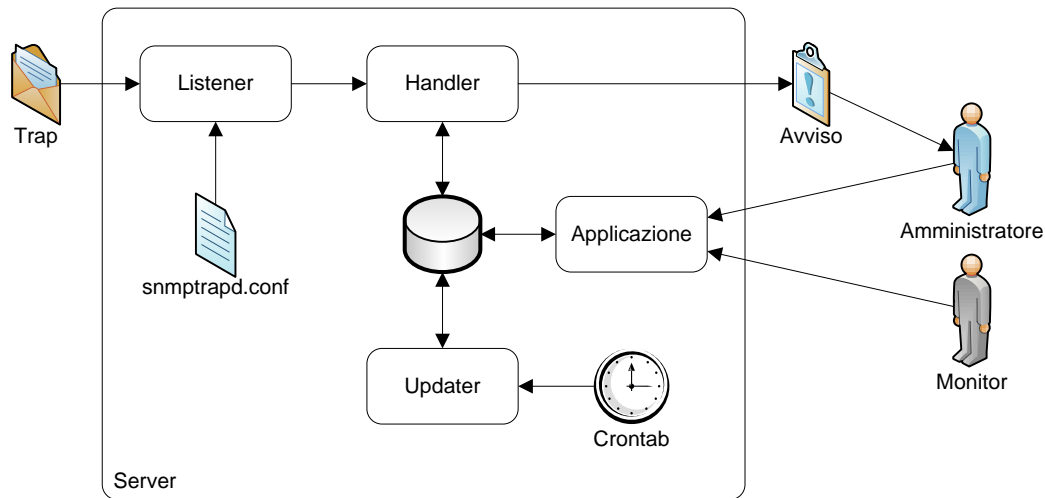 Listener
Handler
Trap
Avviso
snmptrapd.conf
Applicazione
Amministratore
Updater
Monitor
Crontab
Server